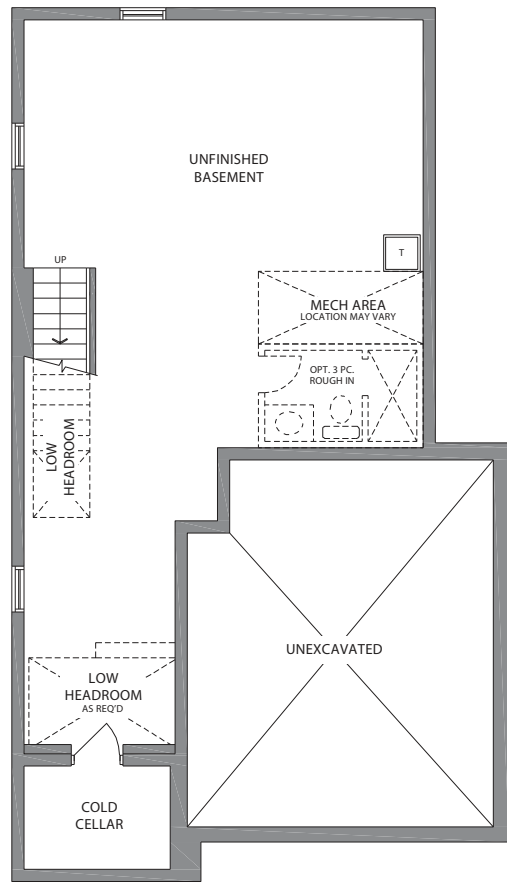 UNFINISHED
BASEMENT
UP
T
MECH AREA
LOCATION MAY VARY
OPT. 3 PC.
ROUGH IN
LOW
HEADROOM
UNEXCAVATED
LOW
HEADROOM
AS REQ'D
COLD
CELLAR